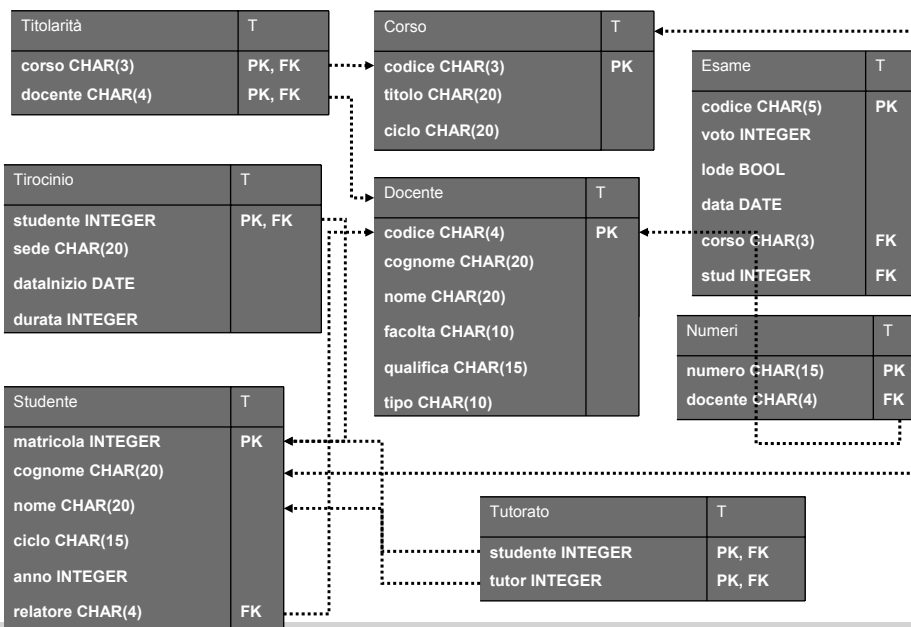 Titolarità T
corso CHAR(3) PK, FK
docente CHAR(4) PK, FK
Corso T
codice CHAR(3) PK
titolo CHAR(20)
ciclo CHAR(20)
Esame T
codice CHAR(5) PK
voto INTEGER
lode BOOL
data DATE
corso CHAR(3) FK
stud INTEGER FK
Tirocinio T
studente INTEGER PK, FK
sede CHAR(20)
dataInizio DATE
durata INTEGER
Docente T
codice CHAR(4) PK
cognome CHAR(20)
nome CHAR(20)
facolta CHAR(10)
qualifica CHAR(15)
tipo CHAR(10)
Numeri T
numero CHAR(15) PK
docente CHAR(4) FK
Studente T
matricola INTEGER PK
cognome CHAR(20)
nome CHAR(20)
ciclo CHAR(15)
anno INTEGER
relatore CHAR(4) FK
Tutorato T
studente INTEGER PK, FK
tutor INTEGER PK, FK